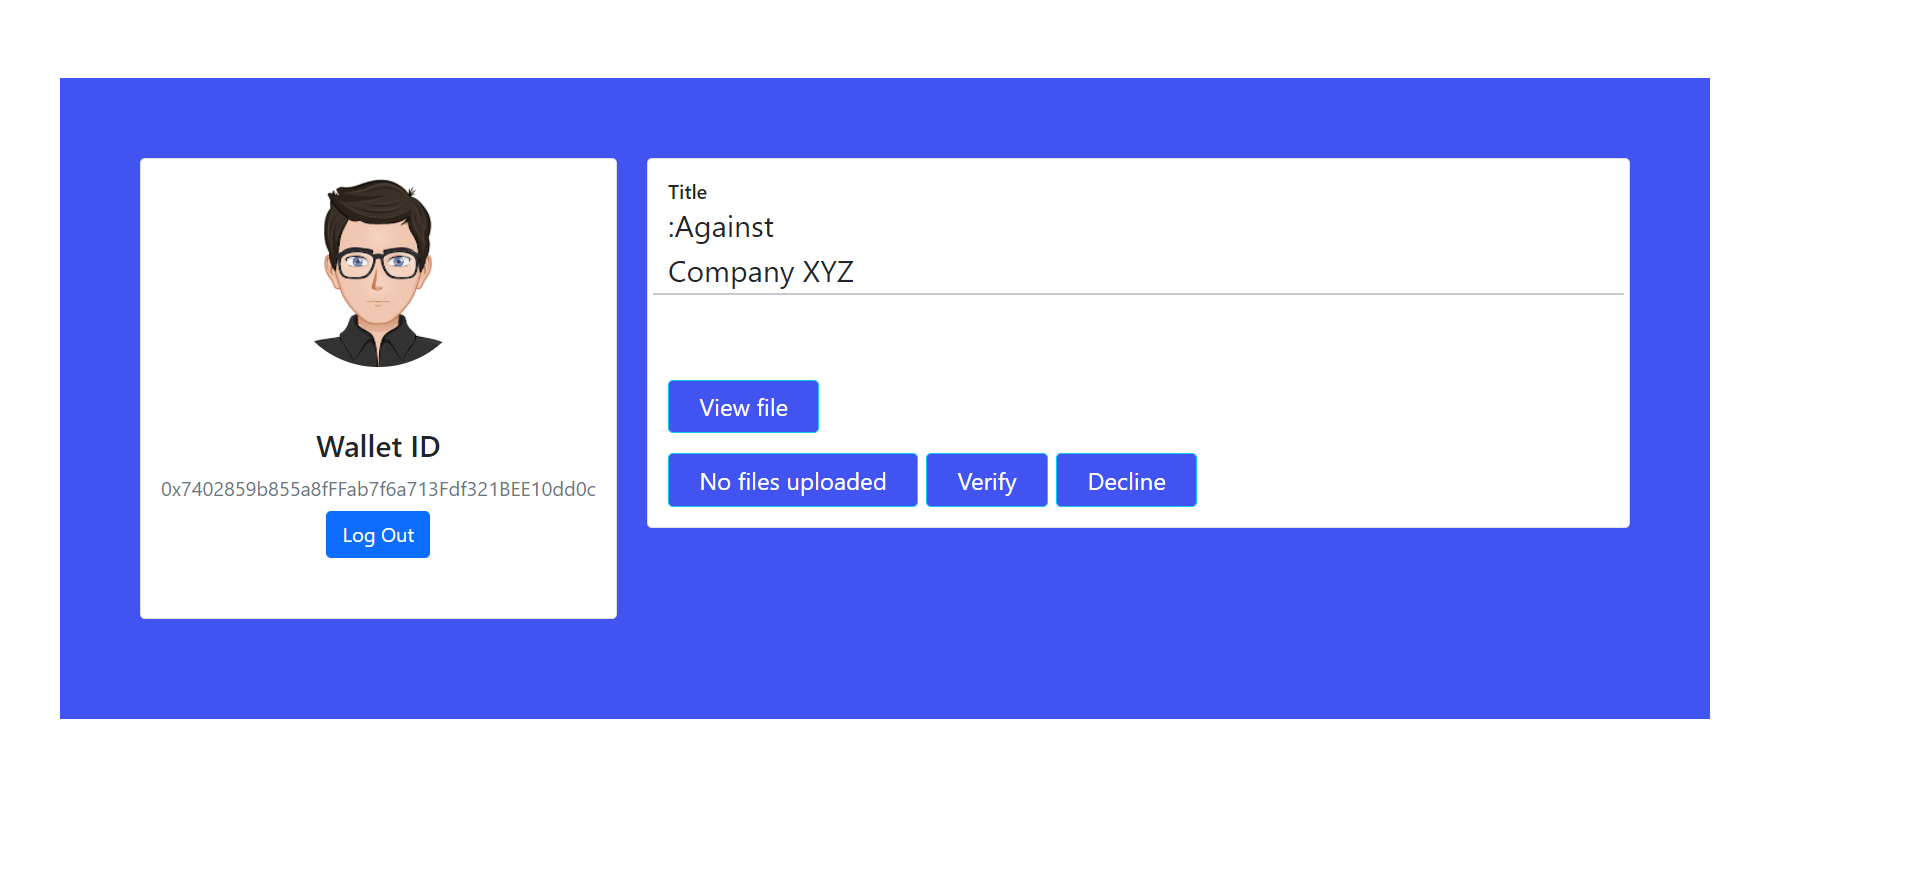 Wallet ID
0x7402859b855a8fFFab7f6a713Fdf321BEE10dd0c
Log Out
Title
:Against
Company XYZ
View file
No files uploaded Verify Decline